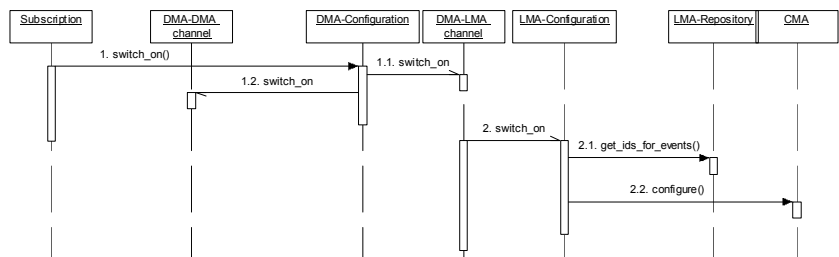 Subscription
DMA-DMA
channel
DMA-Configuration
DMA-LMA
channel
LMA-Configuration
LMA-Repository
CMA
1. switch_on()
1.1. switch_on
1.2. switch_on
2. switch_on
2.1. get_ids_for_events()
2.2. configure()